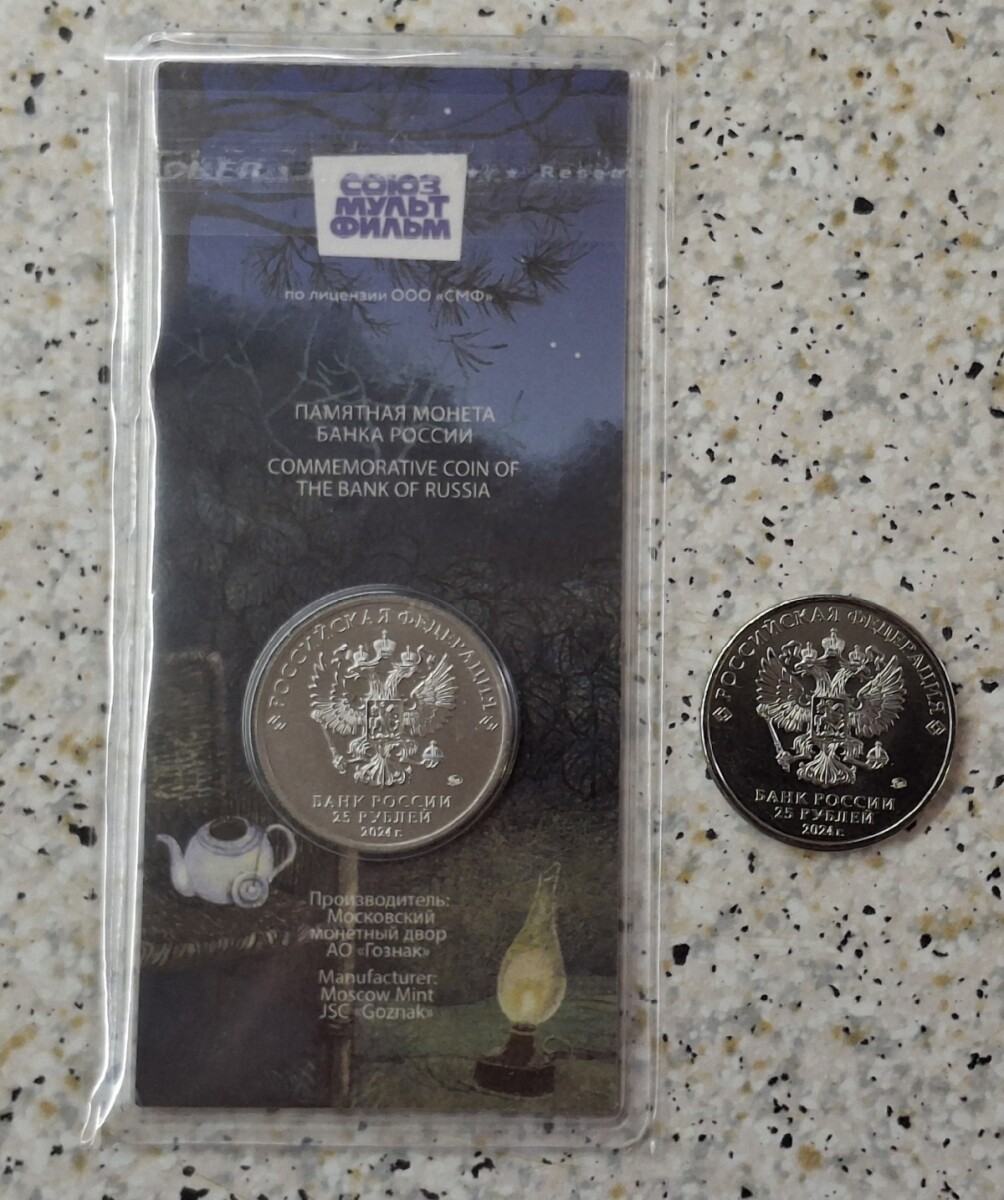 Resea
СОЮЗ
МУЛЬТ
ФИЛЬМ
по лицензии ООО «СМФ»
ПАМЯТНАЯ МОНЕТА
БАНКА РОССИИ
COMMEMORATIVE COIN OF
THE BANK OF RUSSIA
РОССИЙСКАЯ ФЕДЕРАЦИЯ
БАНК РОССИИ
25 РУБЛЕЙ
2024 г.
Производитель:
Московский
монетный двор
АО «Гознак»
Manufacturer:
Moscow Mint
JSC «Goznak»
РОССИЙСКАЯ ФЕДЕРАЦИЯ
БАНК РОССИИ
25 РУБЛЕЙ
2024 г.